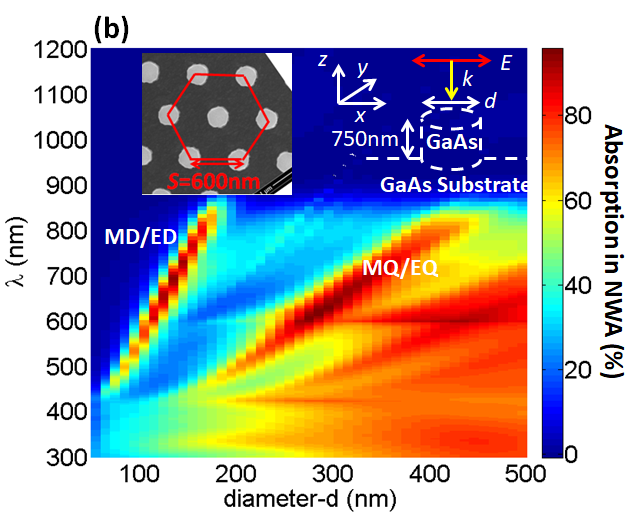 (b)
1200
1100
1000
900
800
700
600
500
400
300
λ (nm)
100
200
300
400
500
diameter-d (nm)
S=600nm
z
y
x
E
k
d
750nm
GaAs
GaAs Substrate
MD/ED
MQ/EQ
80
60
40
20
0
Absorption in NWA (%)